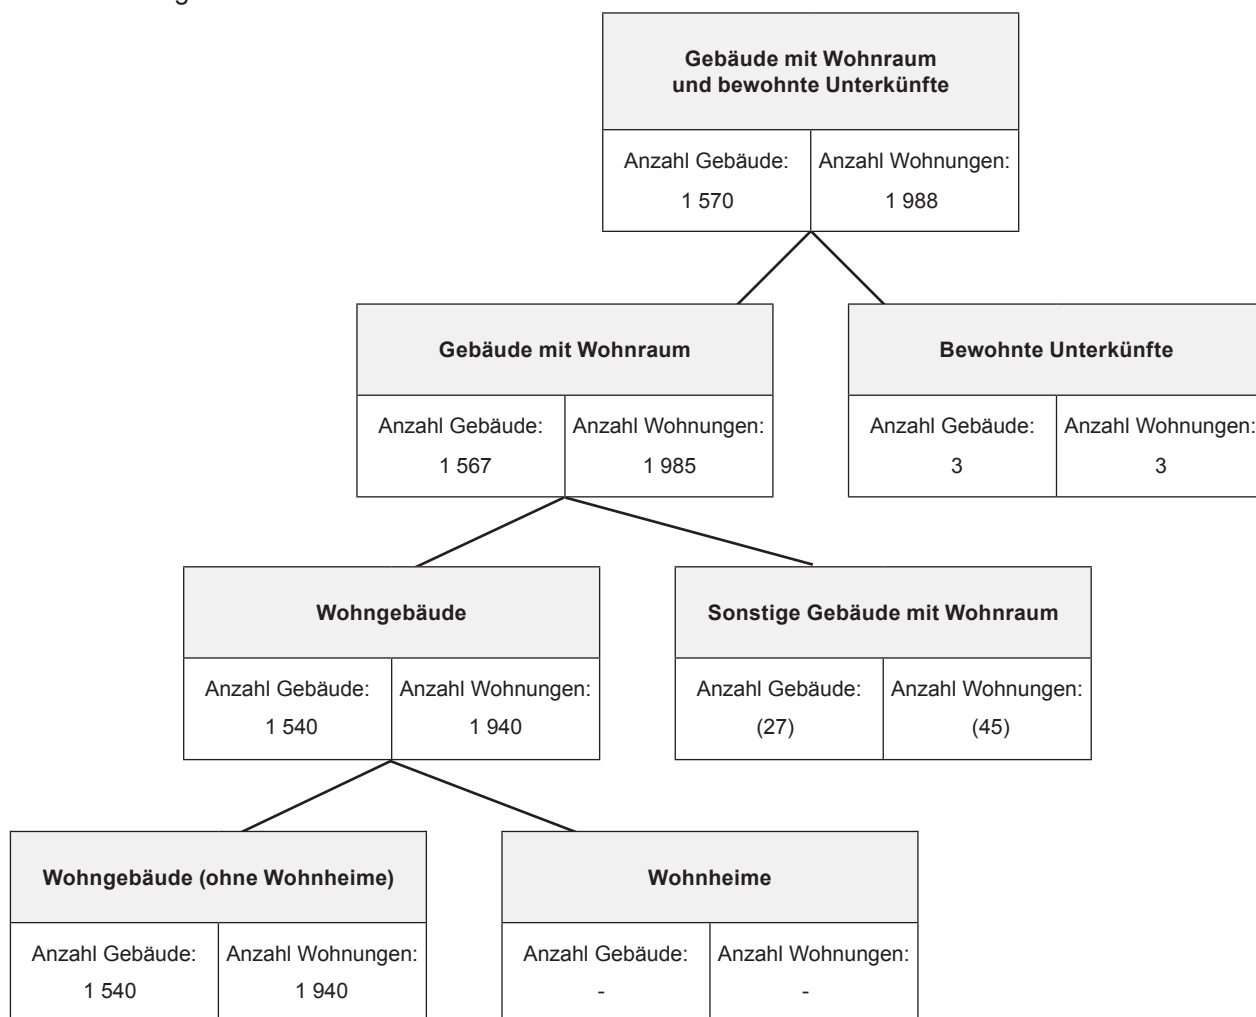 Gebäude mit Wohnraum
und bewohnte Unterkünfte
Anzahl Gebäude: Anzahl Wohnungen:
1 570 1 988
Gebäude mit Wohnraum
Bewohnte Unterkünfte
Anzahl Gebäude: Anzahl Wohnungen:
1 567 1 985
Anzahl Gebäude: Anzahl Wohnungen:
3 3
Wohngebäude
Sonstige Gebäude mit Wohnraum
Anzahl Gebäude: Anzahl Wohnungen:
1 540 1 940
Anzahl Gebäude: Anzahl Wohnungen:
(27) (45)
Wohngebäude (ohne Wohnheime)
Wohnheime
Anzahl Gebäude: Anzahl Wohnungen:
1 540 1 940
Anzahl Gebäude: Anzahl Wohnungen:
- -